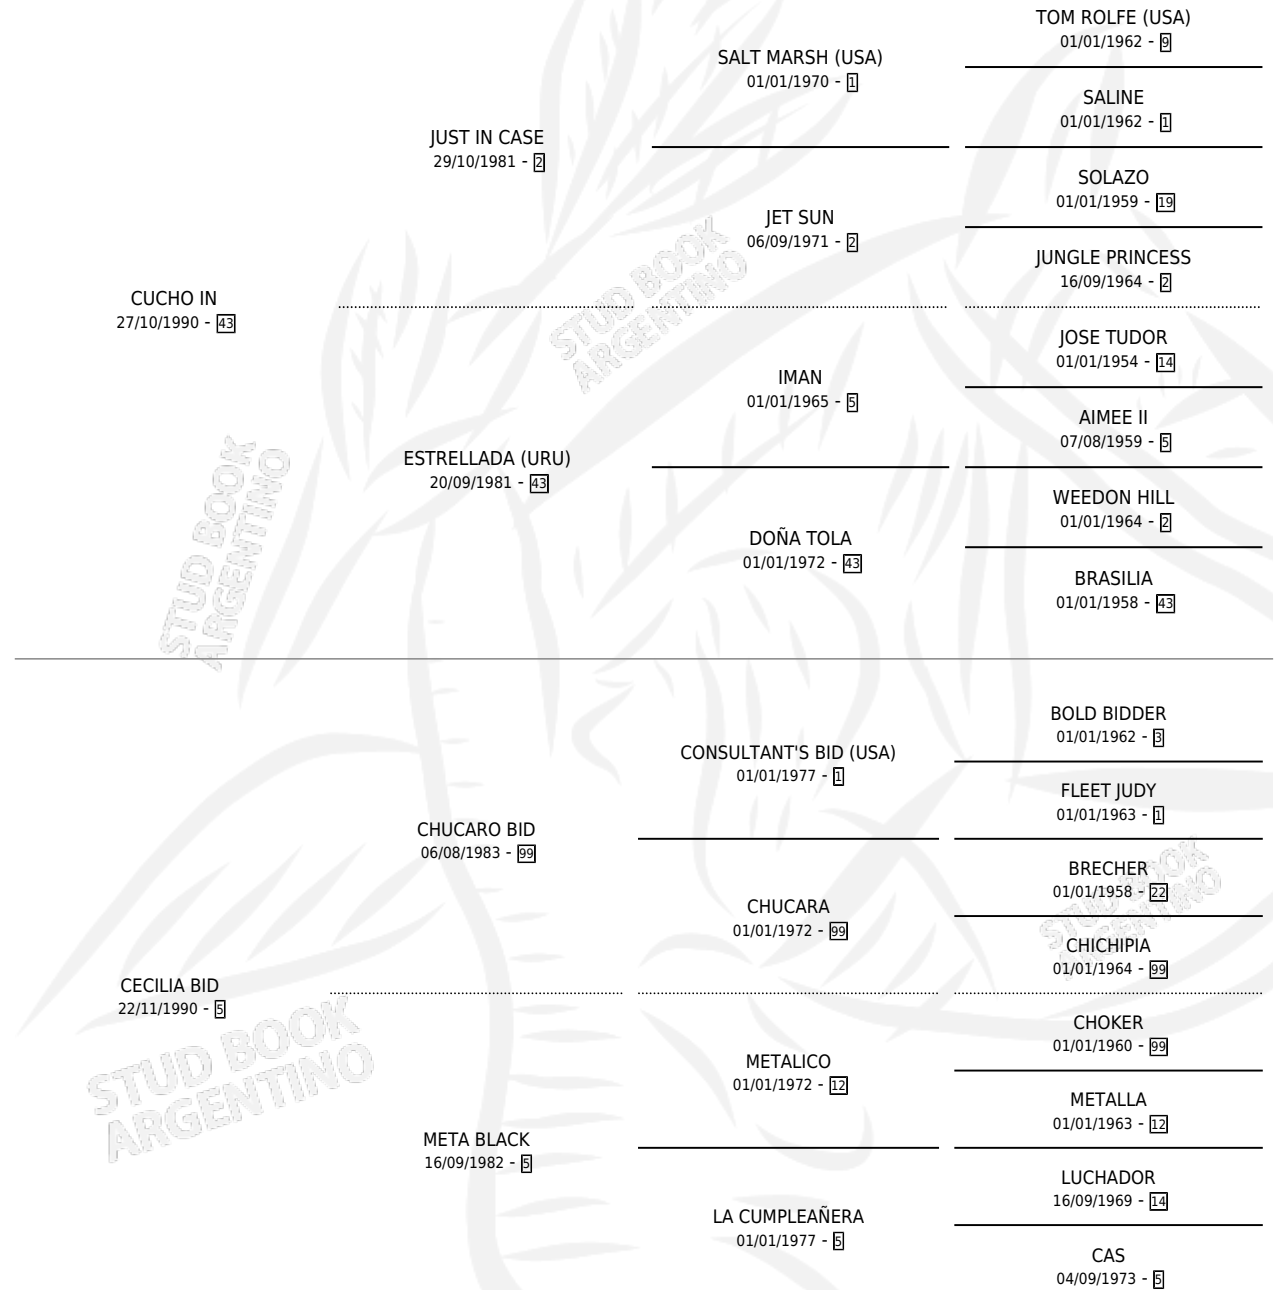 TOM ROLFE (USA)
01/01/1962 - 9
SALT MARSH (USA)
01/01/1970 - 1
SALINE
01/01/1962 - 1
JUST IN CASE
29/10/1981 - 2
SOLAZO
01/01/1959 - 19
JET SUN
06/09/1971 - 2
JUNGLE PRINCESS
16/09/1964 - 2
CUCHO IN
27/10/1990 - 43
STUD BOOK
ARGENTINO
JOSE TUDOR
01/01/1954 - 14
IMAN
01/01/1965 - 5
AIMEE II
07/08/1959 - 5
ESTRELLADA (URU)
20/09/1981 - 43
WEEDON HILL
01/01/1964 - 2
DOÑA TOLA
01/01/1972 - 43
BRASILIA
01/01/1958 - 43
STUD BOOK
ARGENTINO
BOLD BIDDER
01/01/1962 - 3
CONSULTANT'S BID (USA)
01/01/1977 - 1
FLEET JUDY
01/01/1963 - 1
CHUCARO BID
06/08/1983 - 99
BRECHER
01/01/1958 - 22
CHUCARA
01/01/1972 - 99
STUD BOOK
ARGENTINO
CHICHIPIA
01/01/1964 - 99
CECILIA BID
22/11/1990 - 5
CHOKER
01/01/1960 - 99
METALICO
01/01/1972 - 12
STUD BOOK
ARGENTINO
METALLA
01/01/1963 - 12
META BLACK
16/09/1982 - 5
LUCHADOR
16/09/1969 - 14
LA CUMPLEAÑERA
01/01/1977 - 5
CAS
04/09/1973 - 5